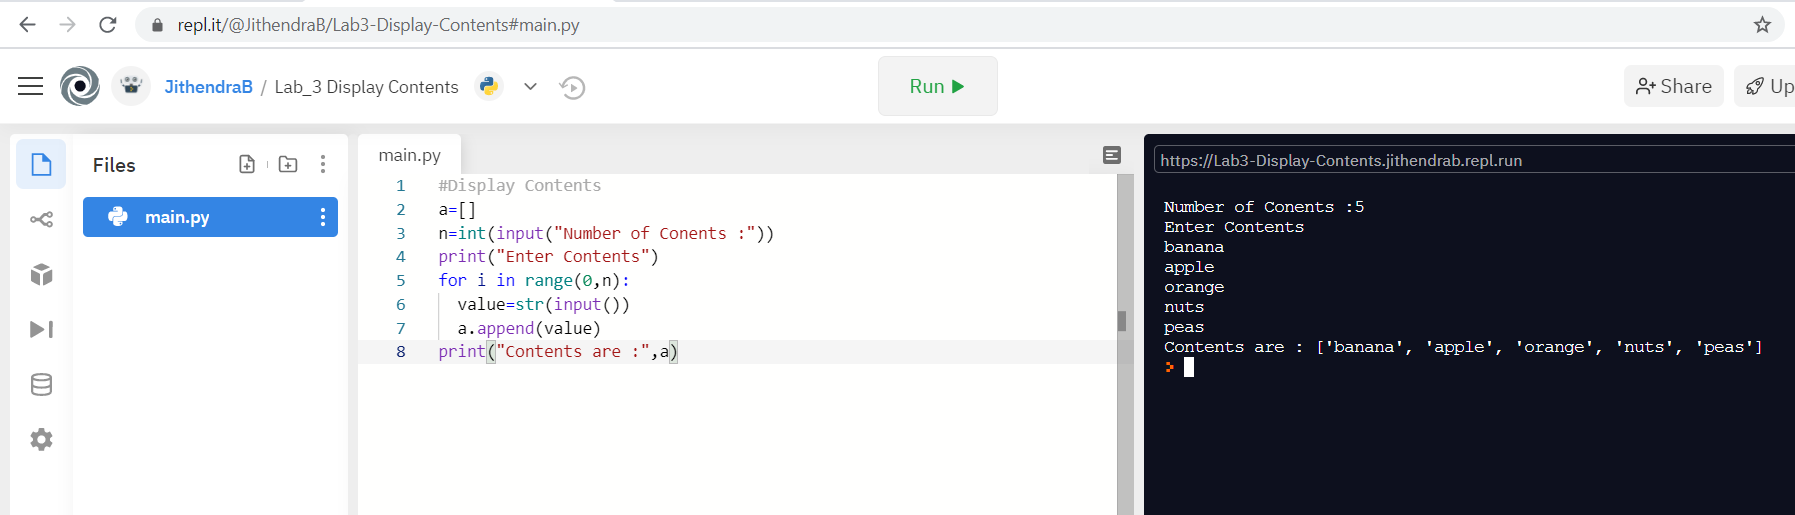 repl.it/@JithendraB/Lab3-Display-Contents#main.py
JithendraB / Lab_3 Display Contents
Run
Share
Up
Files
main.py
main.py
1 #Display Contents
2 a=[]
3 n=int(input("Number of Conents :"))
4 print("Enter Contents")
5 for i in range(0,n):
6   value=str(input())
7   a.append(value)
8 print("Contents are :",a)
https://Lab3-Display-Contents.jithendrab.repl.run
Number of Conents :5
Enter Contents
banana
apple
orange
nuts
peas
Contents are : ['banana', 'apple', 'orange', 'nuts', 'peas']
>